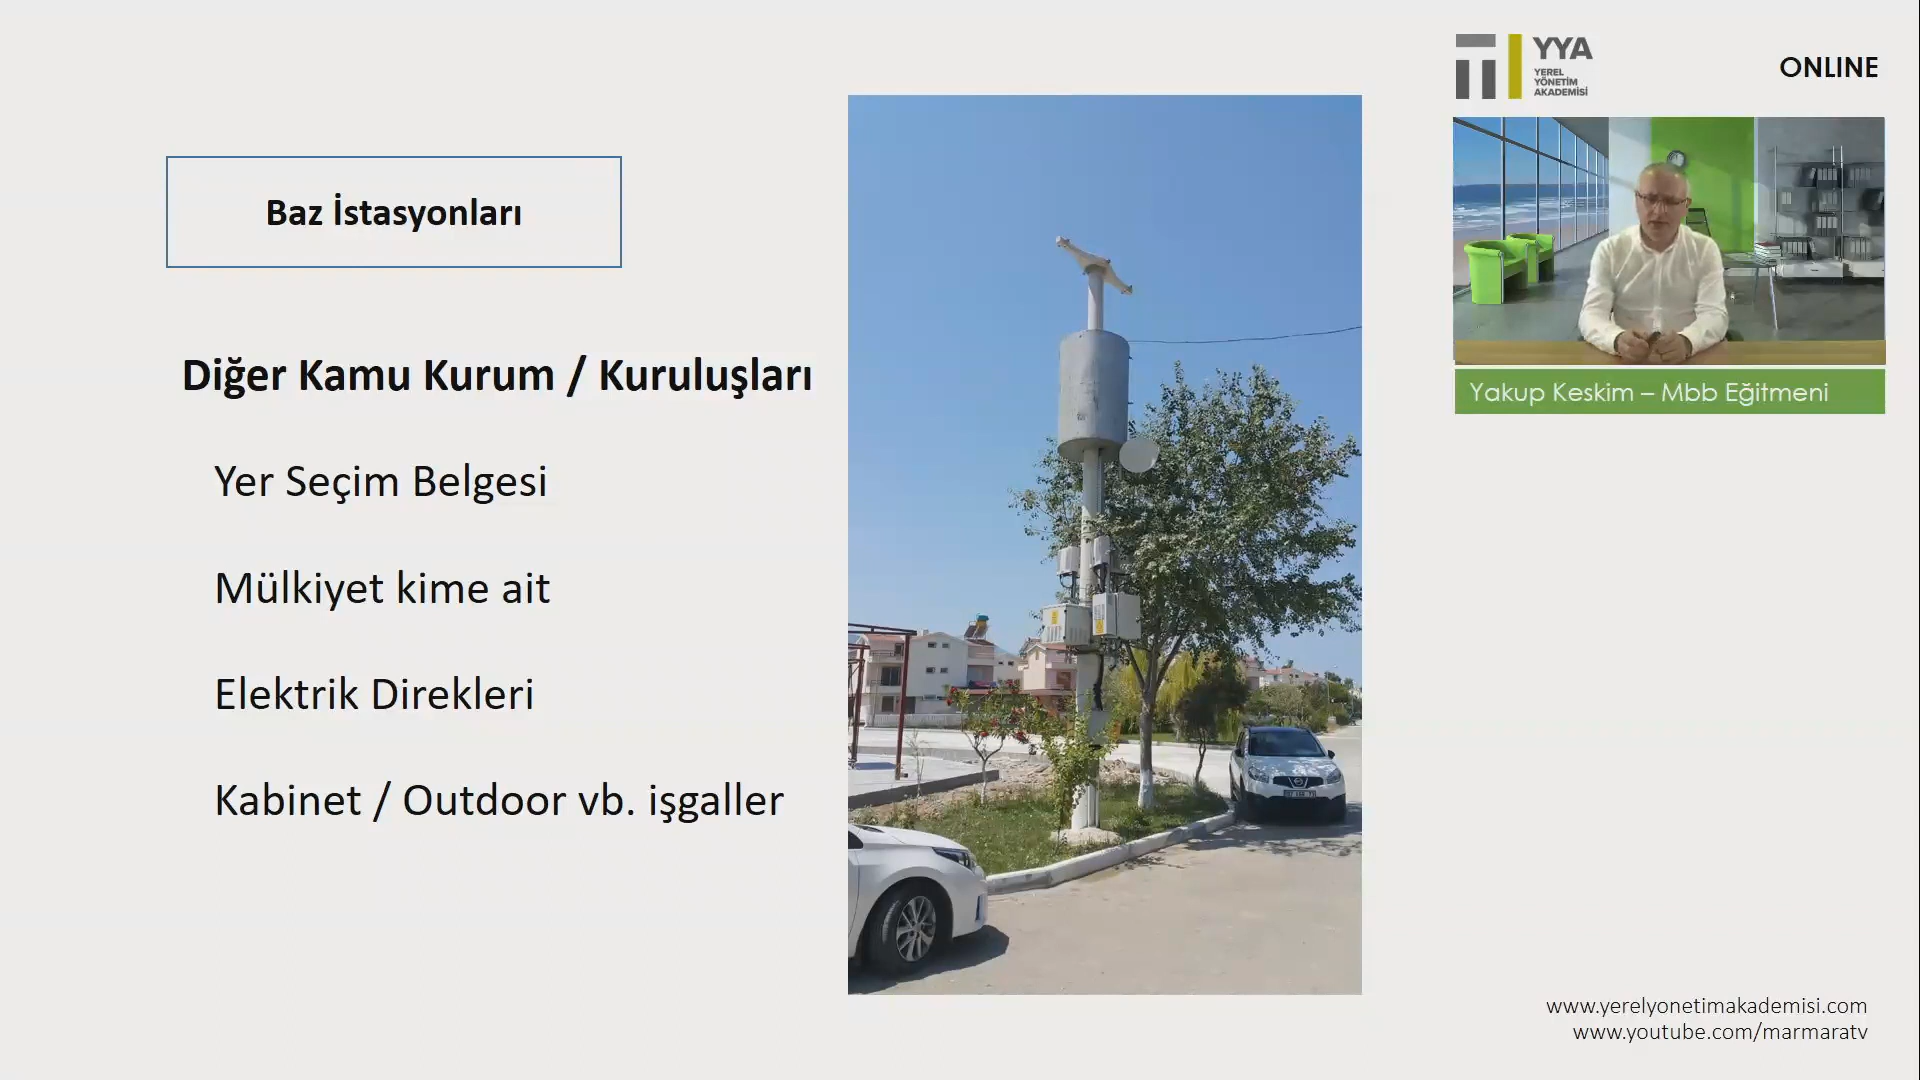 YYA
YEREL
YÖNETİM
AKADEMİSİ
ONLINE
Baz İstasyonları
Diğer Kamu Kurum / Kuruluşları
Yer Seçim Belgesi
Mülkiyet kime ait
Elektrik Direkleri
Kabinet / Outdoor vb. işgaller
Yakup Keskim – Mbb Eğitmeni
www.yerelyonetimakademisi.com
www.youtube.com/marmaratv